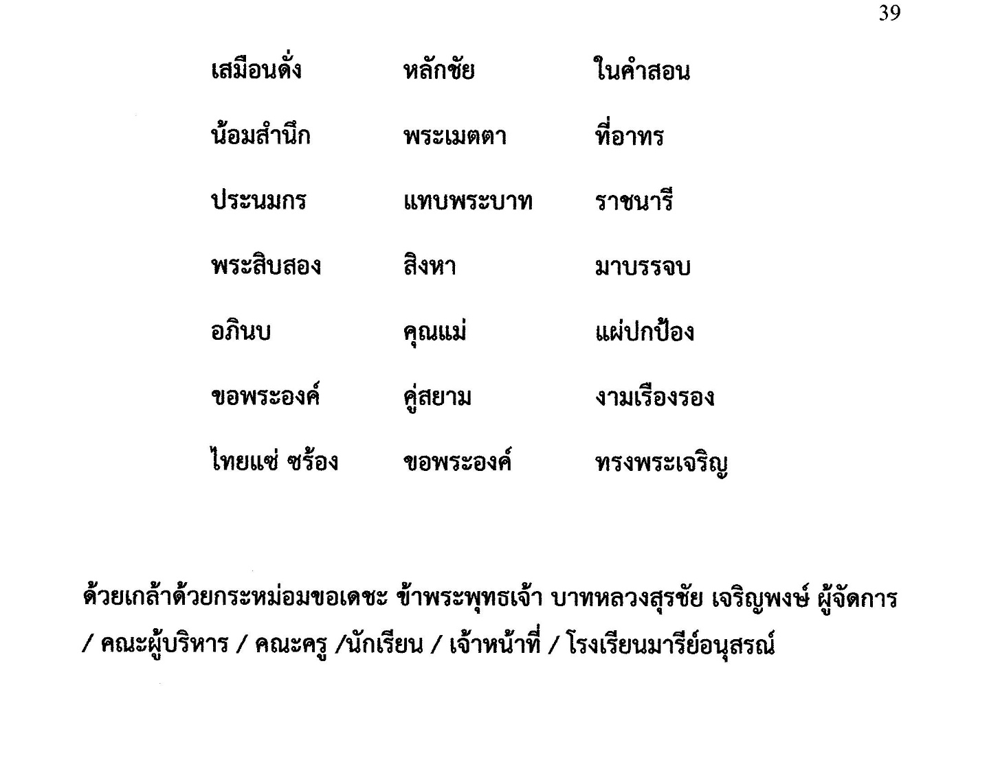 39
เสมือนดั่ง หลักชัย ในคำสอน
น้อมสำนึก พระเมตตา ที่อาทร
ประนมกร แทบพระบาท ราชนารี
พระสิบสอง สิงหา มาบรรจบ
อภินบ คุณแม่ แผ่ปกป้อง
ขอพระองค์ คู่สยาม งามเรืองรอง
ไทยแซ่ ซร้อง ขอพระองค์ ทรงพระเจริญ
ด้วยเกล้าด้วยกระหม่อมขอเดชะ ข้าพระพุทธเจ้า บาทหลวงสุรชัย เจริญพงษ์ ผู้จัดการ
/ คณะผู้บริหาร / คณะครู /นักเรียน / เจ้าหน้าที่ / โรงเรียนมารีย์อนุสรณ์